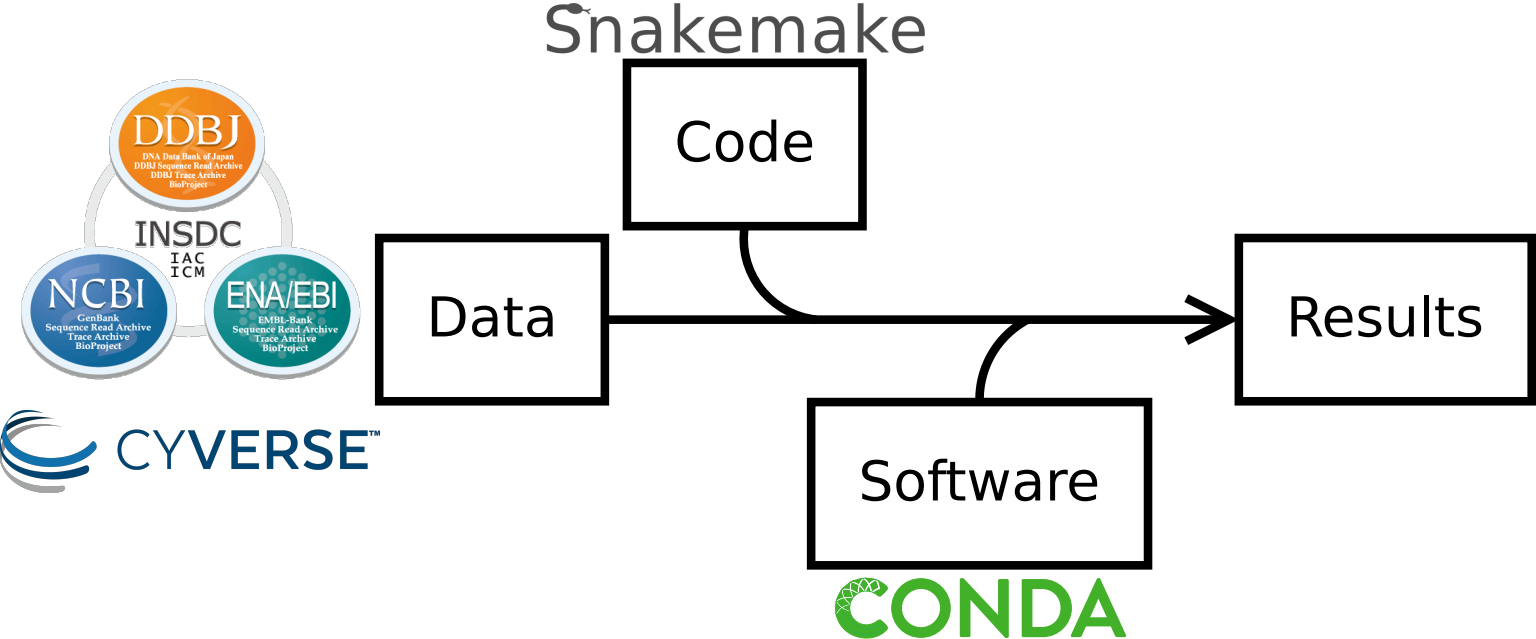 Snakemake
Code
DDBJ
DNA Data Bank of Japan
DDBJ Sequence Read Archive
DDBJ Trace Archive
BioProject
INSDC
IAC
ICM
NCBI
GenBank
Sequence Read Archive
Trace Archive
BioProject
ENA/EBI
EMBL-Bank
Sequence Read Archive
Trace Archive
BioProject
CYVERSE™
Data
Results
Software
CONDA